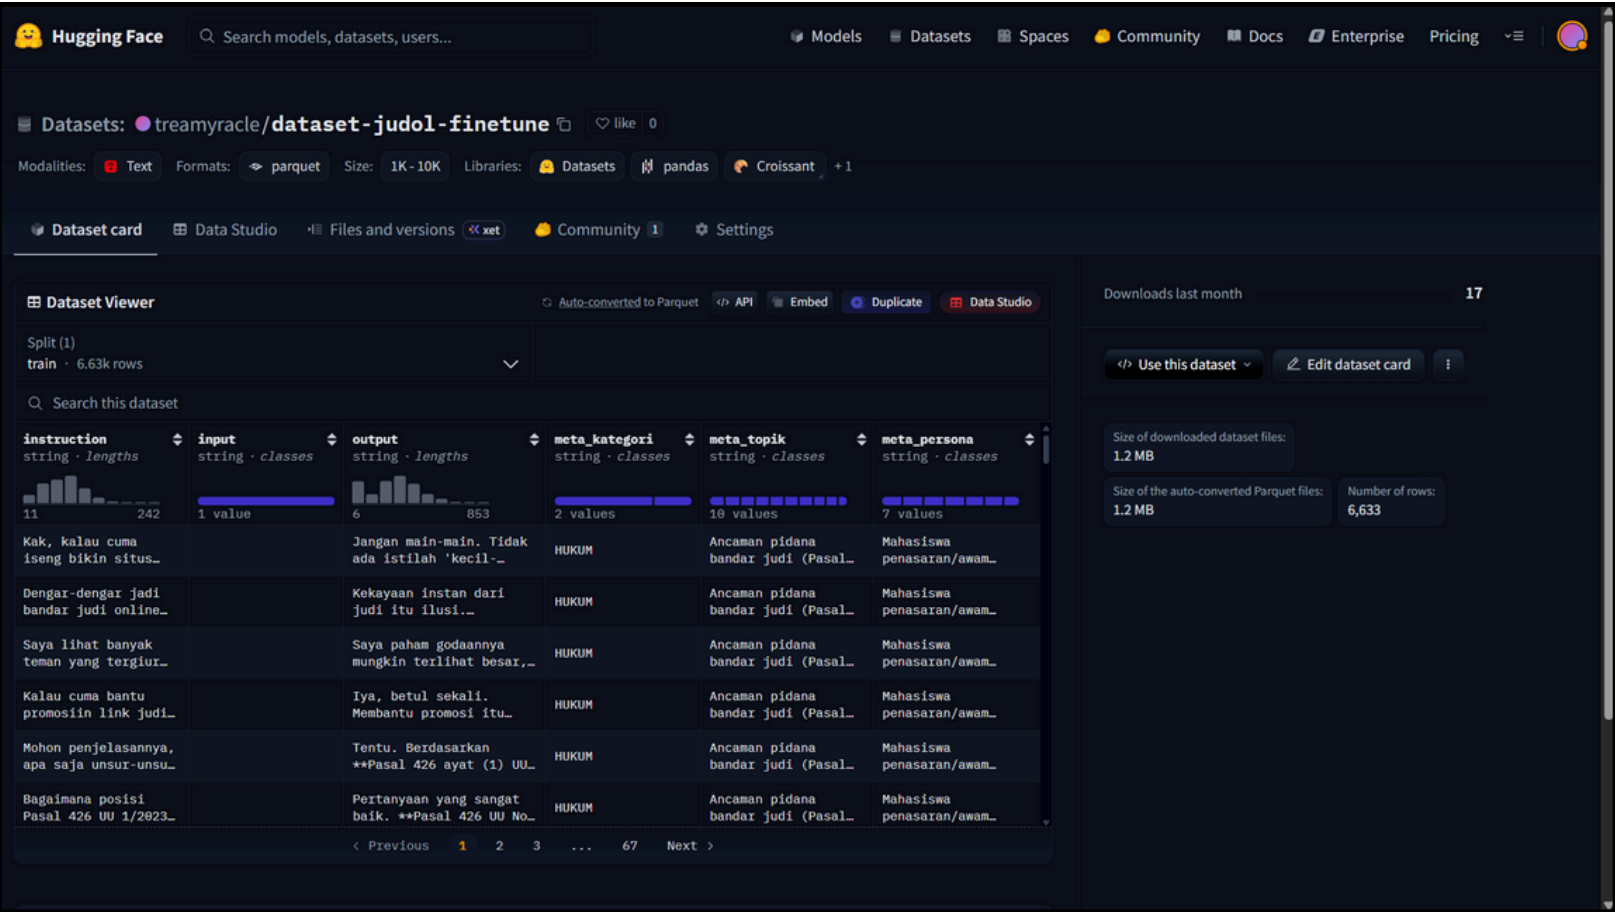 Hugging Face
Search models, datasets, users...
Models
Datasets
Spaces
Community
Docs
Enterprise
Pricing
Datasets: treamyracle/dataset-judol-finetune
like 0
Modalities: Text Formats: parquet Size: 1K - 10K Libraries: Datasets pandas Croissant + 1
Dataset card
Data Studio
Files and versions xet
Community 1
Settings
Dataset Viewer
Auto-converted to Parquet
API
Embed
Duplicate
Data Studio
Split (1)
train · 6.63k rows
Search this dataset
instruction
string · lengths
11 242
input
string · classes
1 value
output
string · lengths
6 853
meta_kategori
string · classes
2 values
meta_topik
string · classes
10 values
meta_persona
string · classes
7 values
Kak, kalau cuma
iseng bikin situs…
Jangan main-main. Tidak
ada istilah 'kecil-…
HUKUM
Ancaman pidana
bandar judi (Pasal…
Mahasiswa
penasaran/awam…
Dengar-dengar jadi
bandar judi online…
Kekayaan instan dari
judi itu ilusi.…
HUKUM
Ancaman pidana
bandar judi (Pasal…
Mahasiswa
penasaran/awam…
Saya lihat banyak
teman yang tergiur…
Saya paham godaannya
mungkin terlihat besar,…
HUKUM
Ancaman pidana
bandar judi (Pasal…
Mahasiswa
penasaran/awam…
Kalau cuma bantu
promosiin link judi…
Iya, betul sekali.
Membantu promosi itu…
HUKUM
Ancaman pidana
bandar judi (Pasal…
Mahasiswa
penasaran/awam…
Mohon penjelasannya,
apa saja unsur-unsu…
Tentu. Berdasarkan
**Pasal 426 ayat (1) UU…
HUKUM
Ancaman pidana
bandar judi (Pasal…
Mahasiswa
penasaran/awam…
Bagaimana posisi
Pasal 426 UU 1/2023…
Pertanyaan yang sangat
baik. **Pasal 426 UU No…
HUKUM
Ancaman pidana
bandar judi (Pasal…
Mahasiswa
penasaran/awam…
< Previous 1 2 3 ... 67 Next >
Downloads last month
17
Use this dataset
Edit dataset card
Size of downloaded dataset files:
1.2 MB
Size of the auto-converted Parquet files:
1.2 MB
Number of rows:
6,633